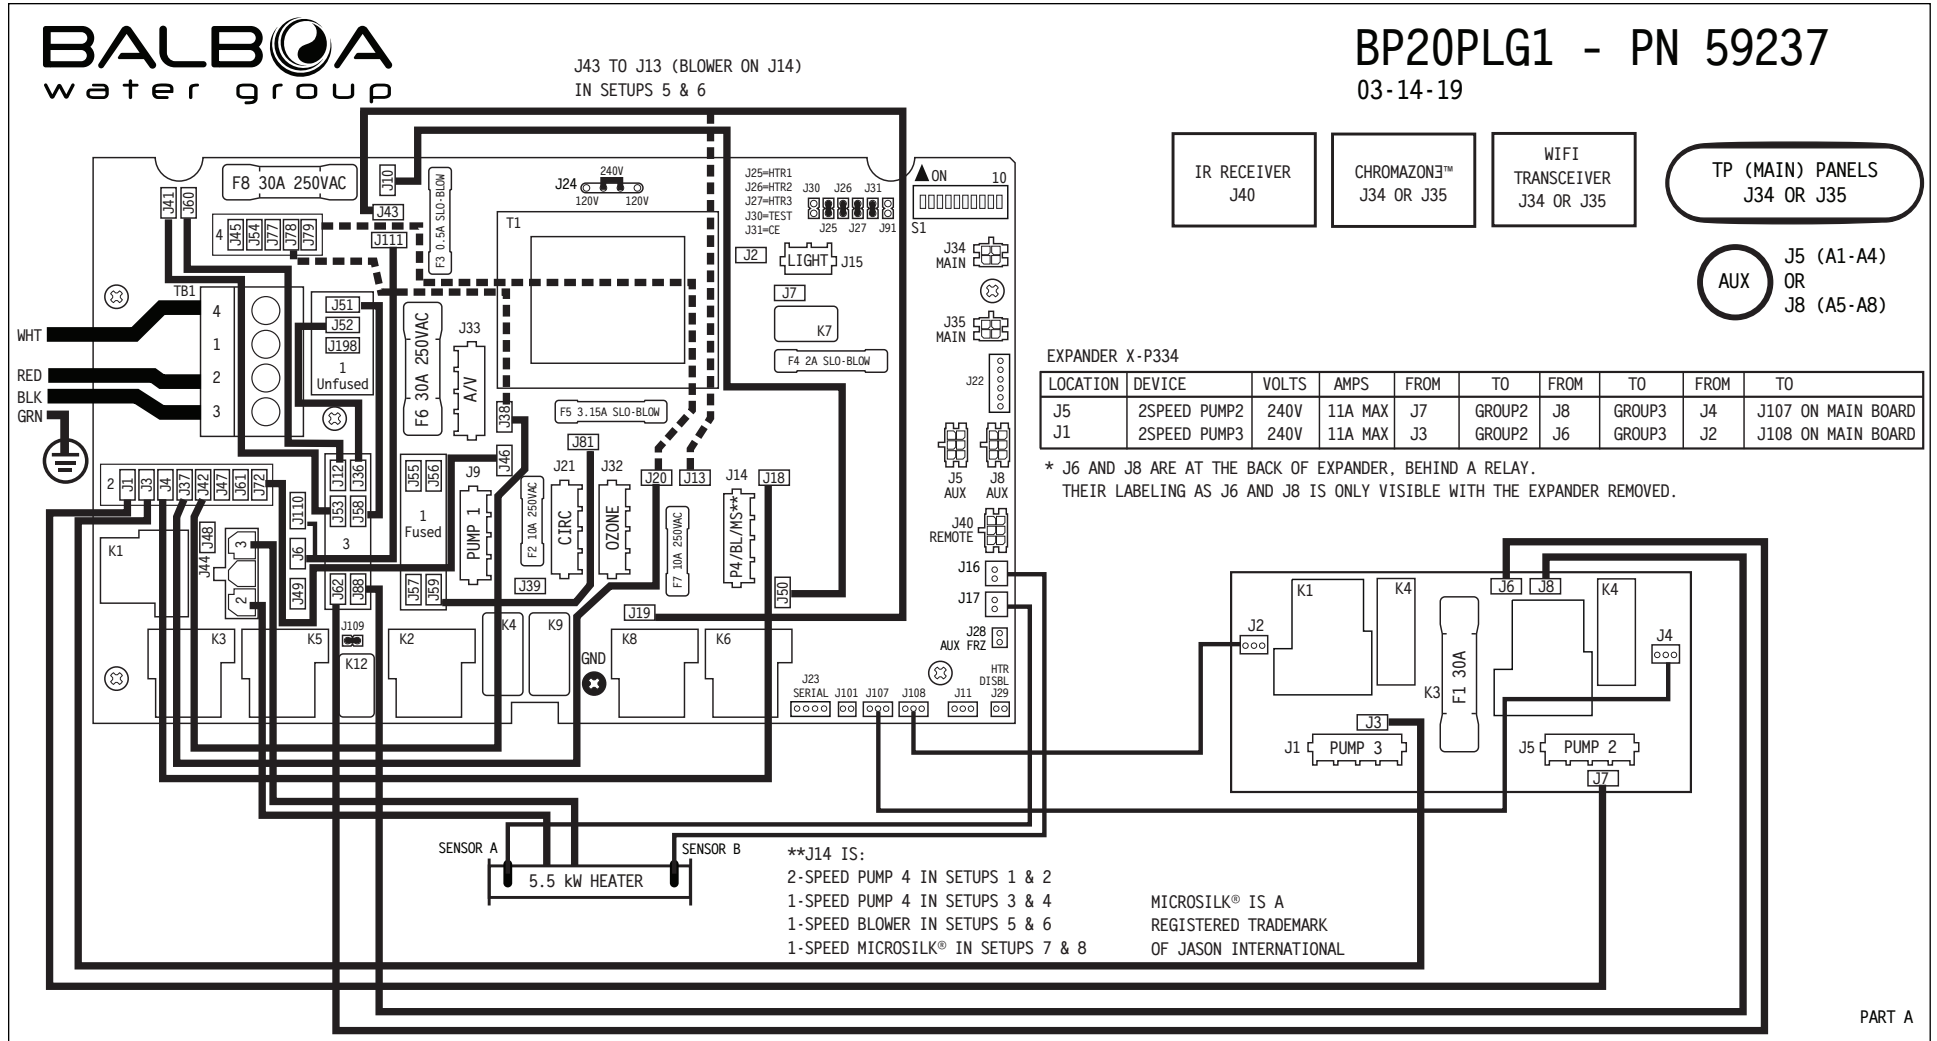 BALBOA
water group
J43 TO J13 (BLOWER ON J14)
IN SETUPS 5 & 6
BP20PLG1 - PN 59237
03-14-19
IR RECEIVER
J40
CHROMAZONƎ™
J34 OR J35
WIFI
TRANSCEIVER
J34 OR J35
TP (MAIN) PANELS
J34 OR J35
AUX
J5 (A1-A4)
OR
J8 (A5-A8)
F8 30A 250VAC
J10
F3 0.5A SLO-BLOW
J41
J60
J43
J111
4
J45
J54
J77
J78
J79
J24
240V
120V
120V
T1
J25=HTR1
J26=HTR2
J27=HTR3
J30=TEST
J31=CE
J30
J26
J31
J25
J27
J91
ON
10
S1
J2
LIGHT
J15
J7
K7
F4 2A SLO-BLOW
J34
MAIN
J35
MAIN
J22
J5
AUX
J8
AUX
J40
REMOTE
J16
J17
J28
AUX FRZ
HTR
DISBL
J29
WHT
RED
BLK
GRN
TB1
4
1
2
3
J51
J52
J198
1
Unfused
F6 30A 250VAC
J33
A/V
J38
F5 3.15A SLO-BLOW
J81
J46
J12
J36
J53
J58
3
J62
J88
J55
J56
1
Fused
J57
J59
J9
PUMP 1
F2 10A 250VAC
J21
CIRC
J32
OZONE
J39
J20
J13
J14
J18
F7 10A 250VAC
P4/BL/MS**
J50
J19
2
J1
J3
J4
J37
J42
J47
J61
J72
J110
K1
J48
J44
3
2
J6
J49
J109
K3
K5
K12
K2
K4
K9
GND
K8
K6
J23
SERIAL
J101
J107
J108
J11
EXPANDER X-P334
LOCATION DEVICE VOLTS AMPS FROM TO FROM TO FROM TO
J5 2SPEED PUMP2 240V 11A MAX J7 GROUP2 J8 GROUP3 J4 J107 ON MAIN BOARD
J1 2SPEED PUMP3 240V 11A MAX J3 GROUP2 J6 GROUP3 J2 J108 ON MAIN BOARD
* J6 AND J8 ARE AT THE BACK OF EXPANDER, BEHIND A RELAY.
THEIR LABELING AS J6 AND J8 IS ONLY VISIBLE WITH THE EXPANDER REMOVED.
J2
K1
K4
J6
J8
K4
J4
K3
F1 30A
J3
J1
PUMP 3
J5
PUMP 2
J7
SENSOR A
SENSOR B
5.5 kW HEATER
**J14 IS:
2-SPEED PUMP 4 IN SETUPS 1 & 2
1-SPEED PUMP 4 IN SETUPS 3 & 4
1-SPEED BLOWER IN SETUPS 5 & 6
1-SPEED MICROSILK® IN SETUPS 7 & 8
MICROSILK® IS A
REGISTERED TRADEMARK
OF JASON INTERNATIONAL
PART A